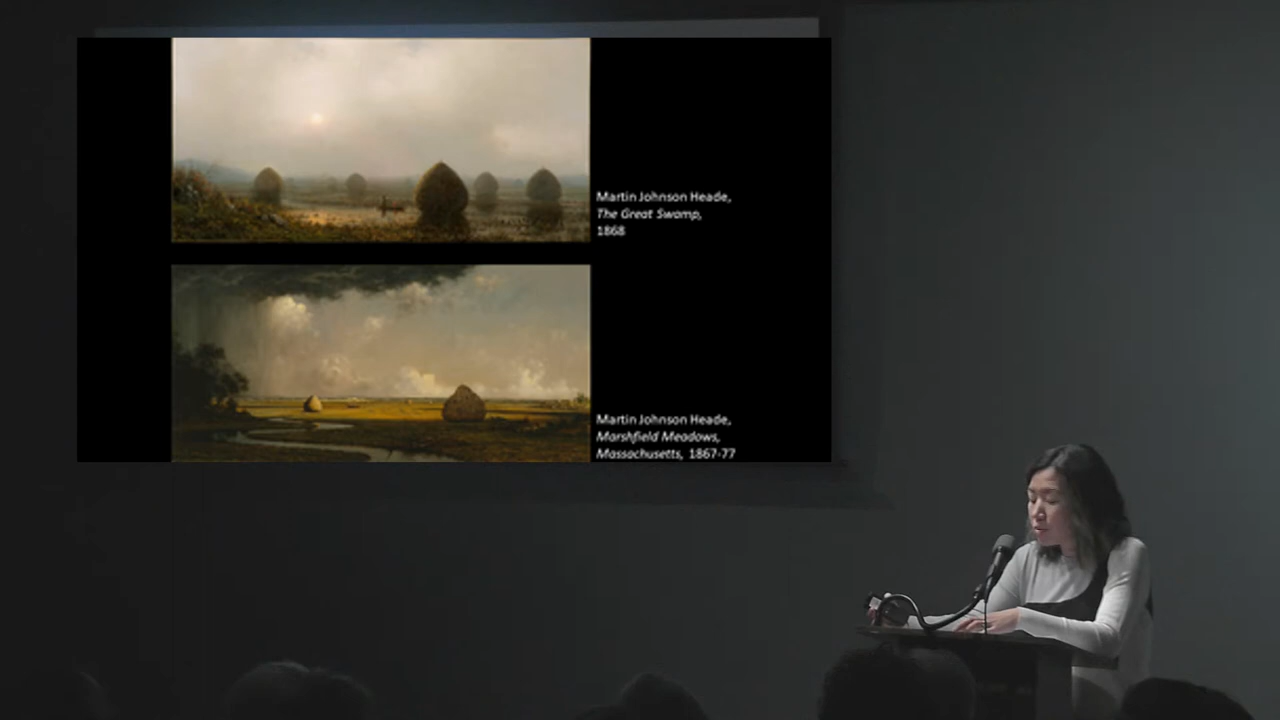 Martin Johnson Heade,
The Great Swamp,
1868
Martin Johnson Heade,
Marshfield Meadows,
Massachusetts, 1867-77